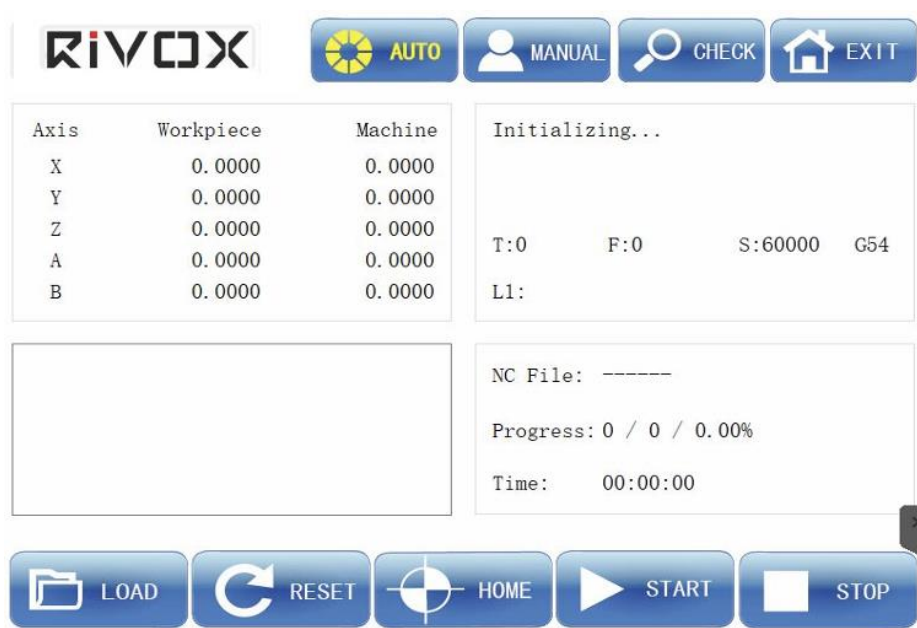 RiVOX
AUTO
MANUAL
CHECK
EXIT
Axis Workpiece Machine
X 0.0000 0.0000
Y 0.0000 0.0000
Z 0.0000 0.0000
A 0.0000 0.0000
B 0.0000 0.0000
Initializing...
T:0 F:0 S:60000 G54
L1:
NC File: ------
Progress: 0 / 0 / 0.00%
Time: 00:00:00
LOAD
RESET
HOME
START
STOP